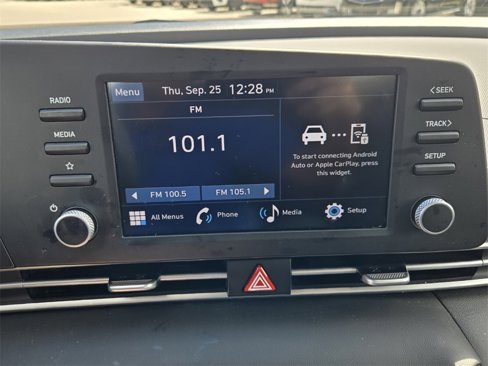 Menu
Thu, Sep. 25 12:28 PM
< SEEK
RADIO
FM
MEDIA
101.1
TRACK >
To start connecting Android
Auto or Apple CarPlay, press
this widget.
SETUP
FM 100.5
FM 105.1
All Menus
Phone
Media
Setup